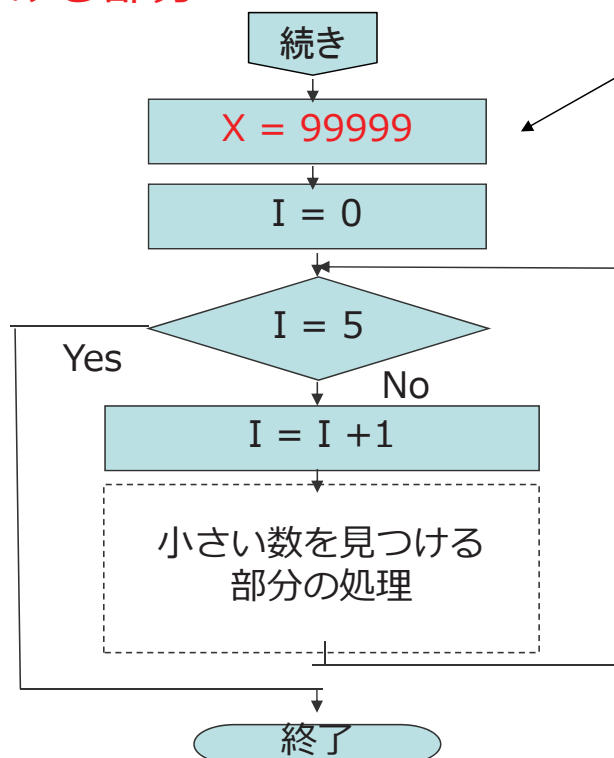 続き
X = 99999
I = 0
I = 5
Yes
No
I = I +1
小さい数を見つける
部分の処理
終了